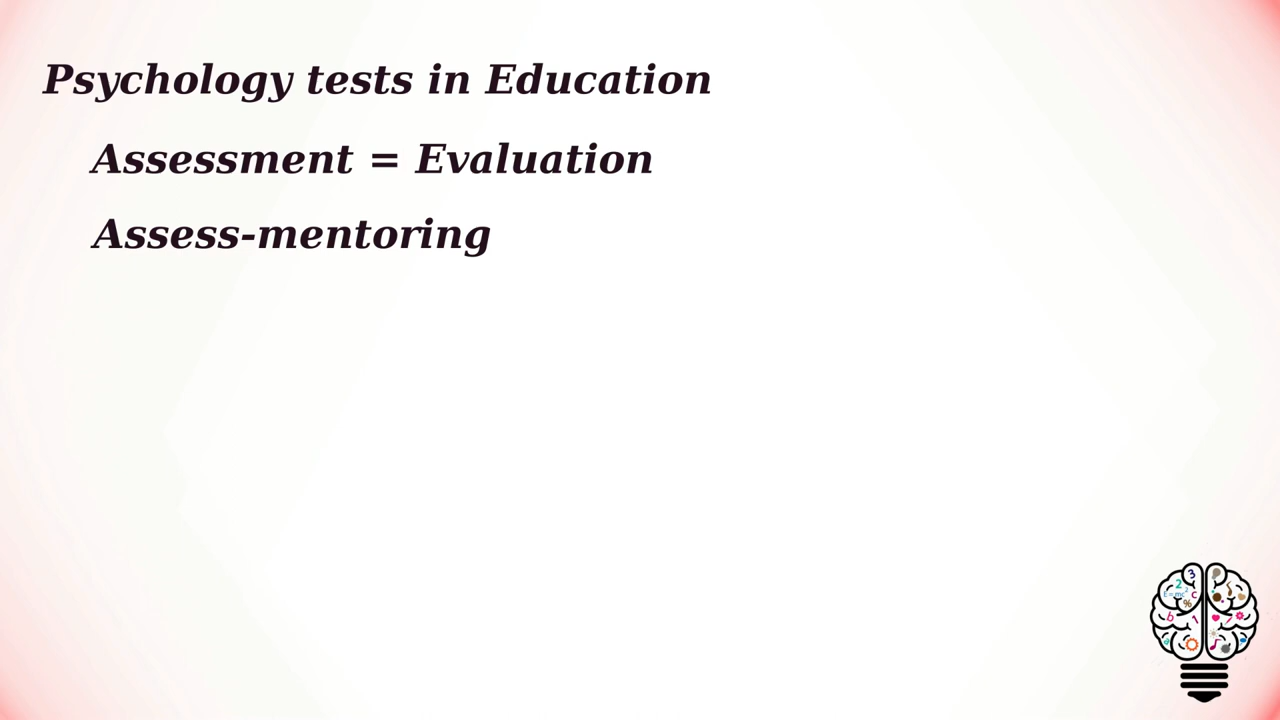 Psychology tests in Education
Assessment = Evaluation
Assess-mentoring